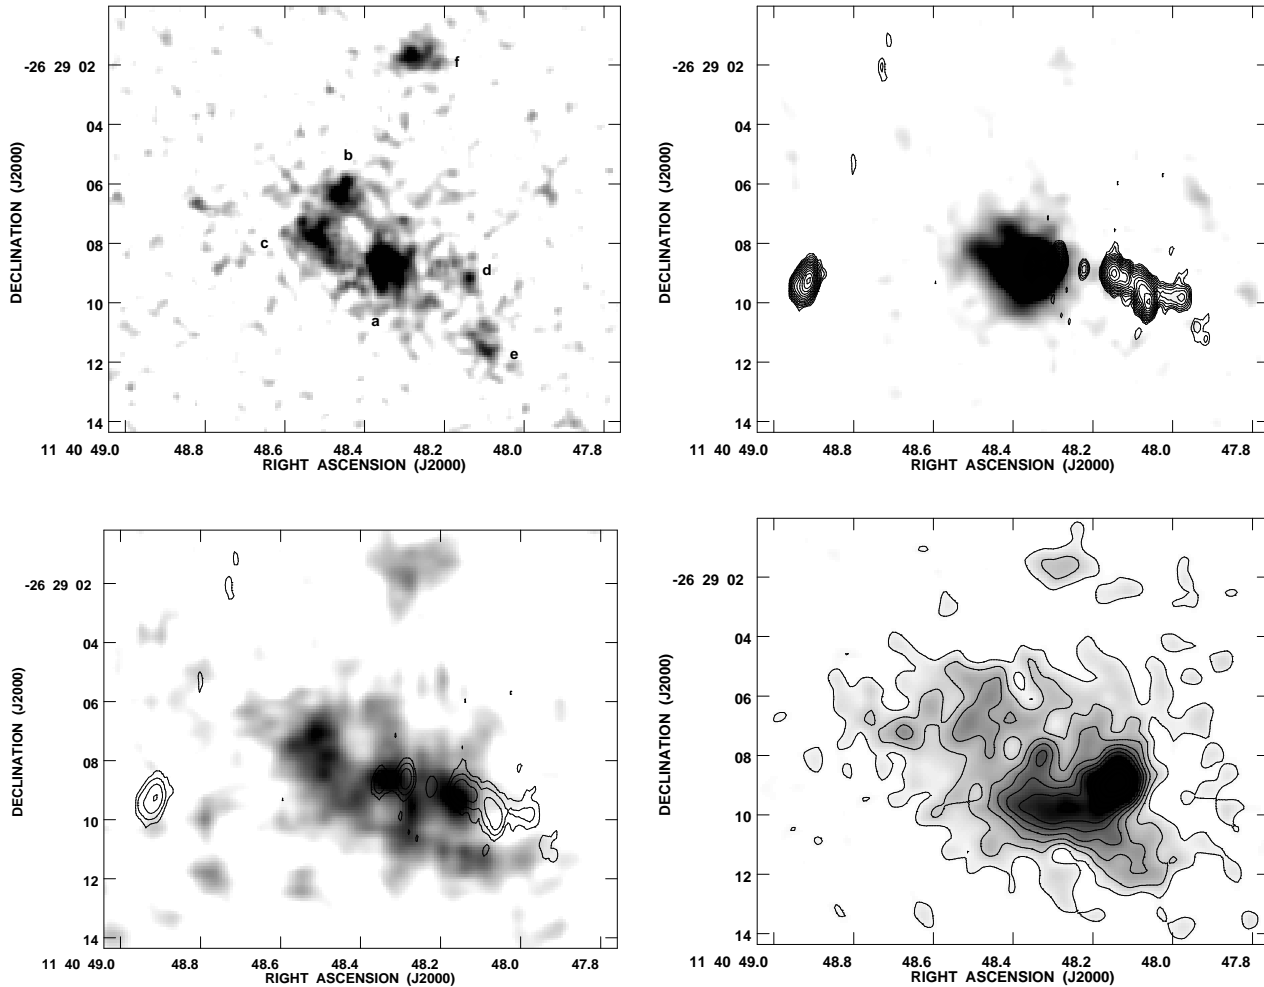 f
-26 29 02
04
b
06
c
08
d
10
a
e
12
14
11 40 49.0 48.8 48.6 48.4 48.2 48.0 47.8
RIGHT ASCENSION (J2000)
DECLINATION (J2000)
-26 29 02
04
06
08
10
12
14
11 40 49.0 48.8 48.6 48.4 48.2 48.0 47.8
RIGHT ASCENSION (J2000)
DECLINATION (J2000)
-26 29 02
04
06
08
10
12
14
11 40 49.0 48.8 48.6 48.4 48.2 48.0 47.8
RIGHT ASCENSION (J2000)
DECLINATION (J2000)
-26 29 02
04
06
08
10
12
14
11 40 49.0 48.8 48.6 48.4 48.2 48.0 47.8
RIGHT ASCENSION (J2000)
DECLINATION (J2000)